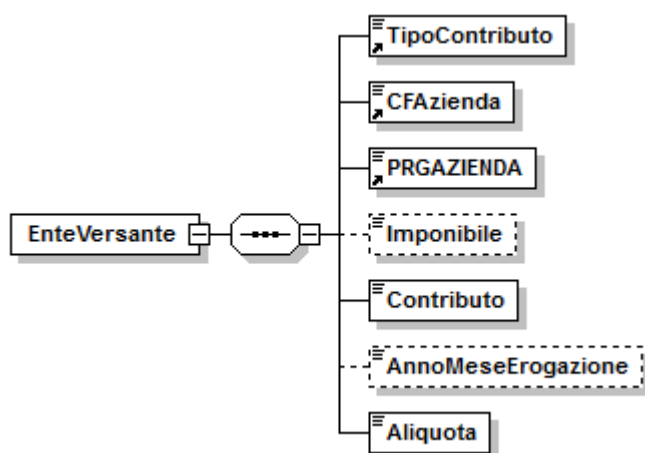 TipoContributo
CFAzienda
PRGAZIENDA
EnteVersante
Imponibile
Contributo
AnnoMeseErogazione
Aliquota